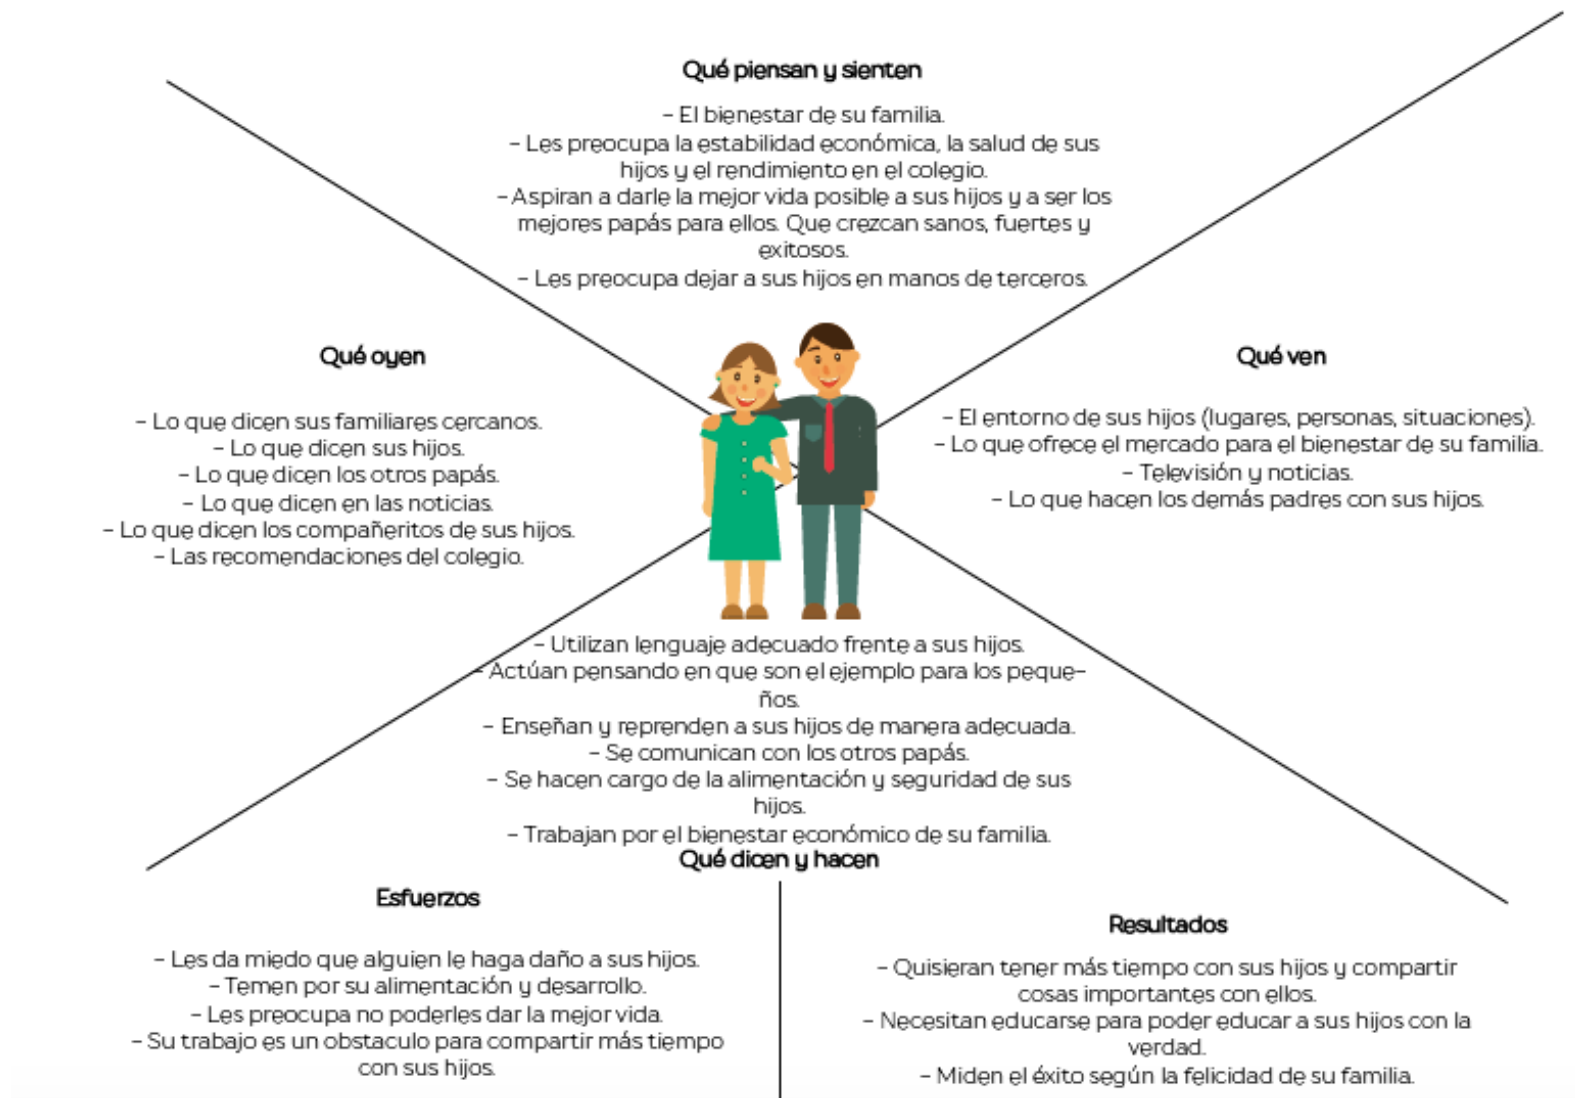 Qué piensan y sienten
- El bienestar de su familia.
- Les preocupa la estabilidad económica, la salud de sus
hijos y el rendimiento en el colegio.
- Aspiran a darle la mejor vida posible a sus hijos y a ser los
mejores papás para ellos. Que crezcan sanos, fuertes y
exitosos.
- Les preocupa dejar a sus hijos en manos de terceros.
Qué oyen
- Lo que dicen sus familiares cercanos.
- Lo que dicen sus hijos.
- Lo que dicen los otros papás.
- Lo que dicen en las noticias.
- Lo que dicen los compañeritos de sus hijos.
- Las recomendaciones del colegio.
Qué ven
- El entorno de sus hijos (lugares, personas, situaciones).
- Lo que ofrece el mercado para el bienestar de su familia.
- Televisión y noticias.
- Lo que hacen los demás padres con sus hijos.
- Utilizan lenguaje adecuado frente a sus hijos.
- Actúan pensando en que son el ejemplo para los peque-
ños.
- Enseñan y reprenden a sus hijos de manera adecuada.
- Se comunican con los otros papás.
- Se hacen cargo de la alimentación y seguridad de sus
hijos.
- Trabajan por el bienestar económico de su familia.
Qué dicen y hacen
Esfuerzos
- Les da miedo que alguien le haga daño a sus hijos.
- Temen por su alimentación y desarrollo.
- Les preocupa no poderles dar la mejor vida.
- Su trabajo es un obstaculo para compartir más tiempo
con sus hijos.
Resultados
- Quisieran tener más tiempo con sus hijos y compartir
cosas importantes con ellos.
- Necesitan educarse para poder educar a sus hijos con la
verdad.
- Miden el éxito según la felicidad de su familia.